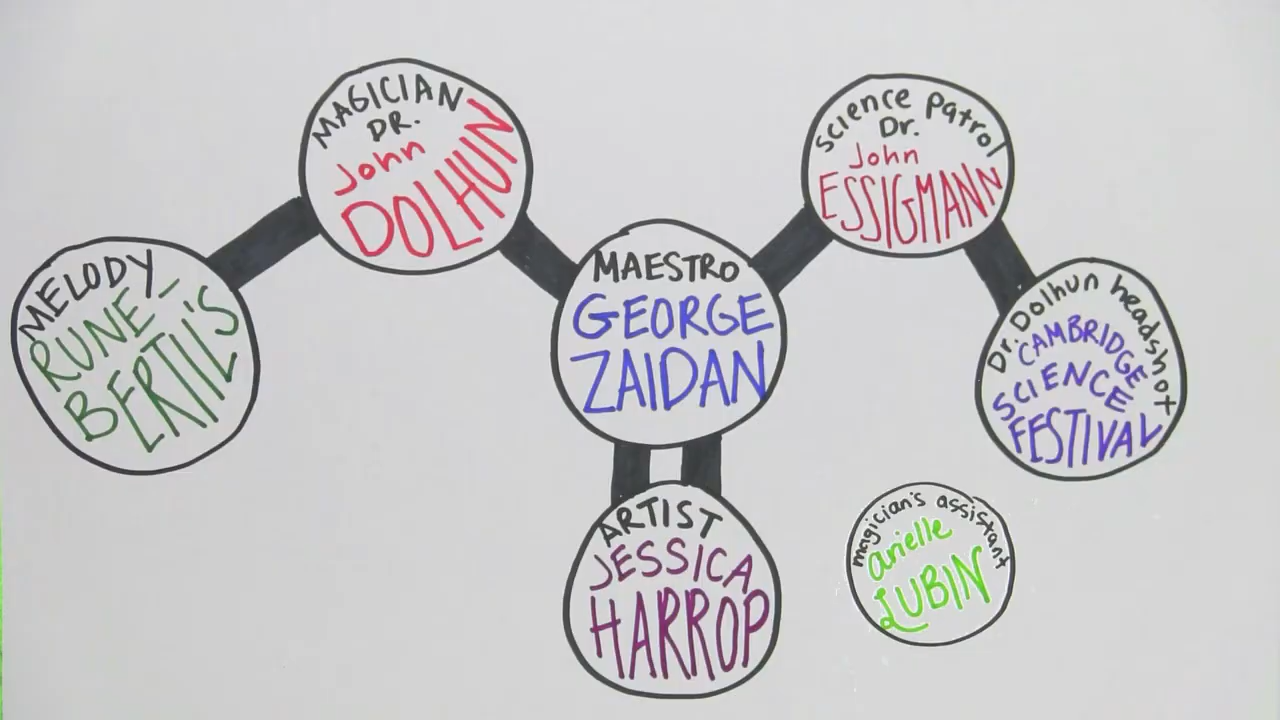 MELODY
RUNE-
BERTIL'S
MAGICIAN
DR.
John
DOLHUN
MAESTRO
GEORGE
ZAIDAN
ARTIST
JESSICA
HARROP
Science Patrol
Dr.
John
ESSIGMANN
Dr. Dolhun headshot
CAMBRIDGE
SCIENCE
FESTIVAL
magician's assistant
arielle
LUBIN